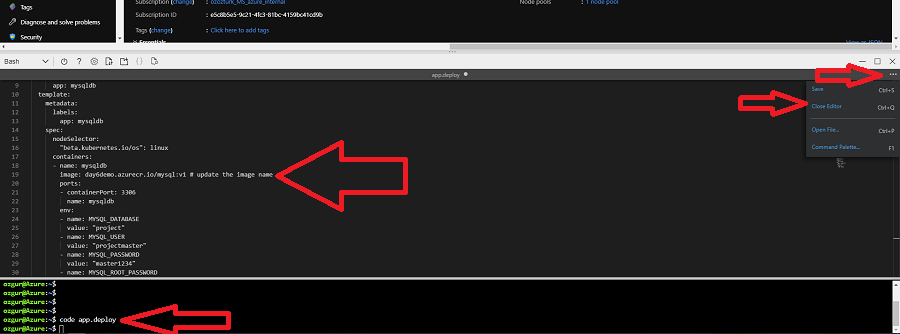 Tags
Diagnose and solve problems
Security
Subscription (change) : ozozturk_MS_azure_internal
Subscription ID : e5c8b5e5-9c21-4fc3-81bc-4159bc41cd9b
Tags (change) : Click here to add tags
Essentials
Node pools : 1 node pool
View as JSON
Bash
app.deploy
9 app: mysqldb
10 template:
11 metadata:
12 labels:
13 app: mysqldb
14 spec:
15 nodeSelector:
16 "beta.kubernetes.io/os": linux
17 containers:
18 - name: mysqldb
19 image: day6demo.azurecr.io/mysql:v1 # update the image name
20 ports:
21 - containerPort: 3306
22 name: mysqldb
23 env:
24 - name: MYSQL_DATABASE
25 value: "project"
26 - name: MYSQL_USER
27 value: "projectmaster"
28 - name: MYSQL_PASSWORD
29 value: "master1234"
30 - name: MYSQL_ROOT_PASSWORD
Save Ctrl+S
Close Editor Ctrl+Q
Open File... Ctrl+P
Command Palette... F1
ozgur@Azure:~$
ozgur@Azure:~$
ozgur@Azure:~$
ozgur@Azure:~$
ozgur@Azure:~$ code app.deploy
ozgur@Azure:~$